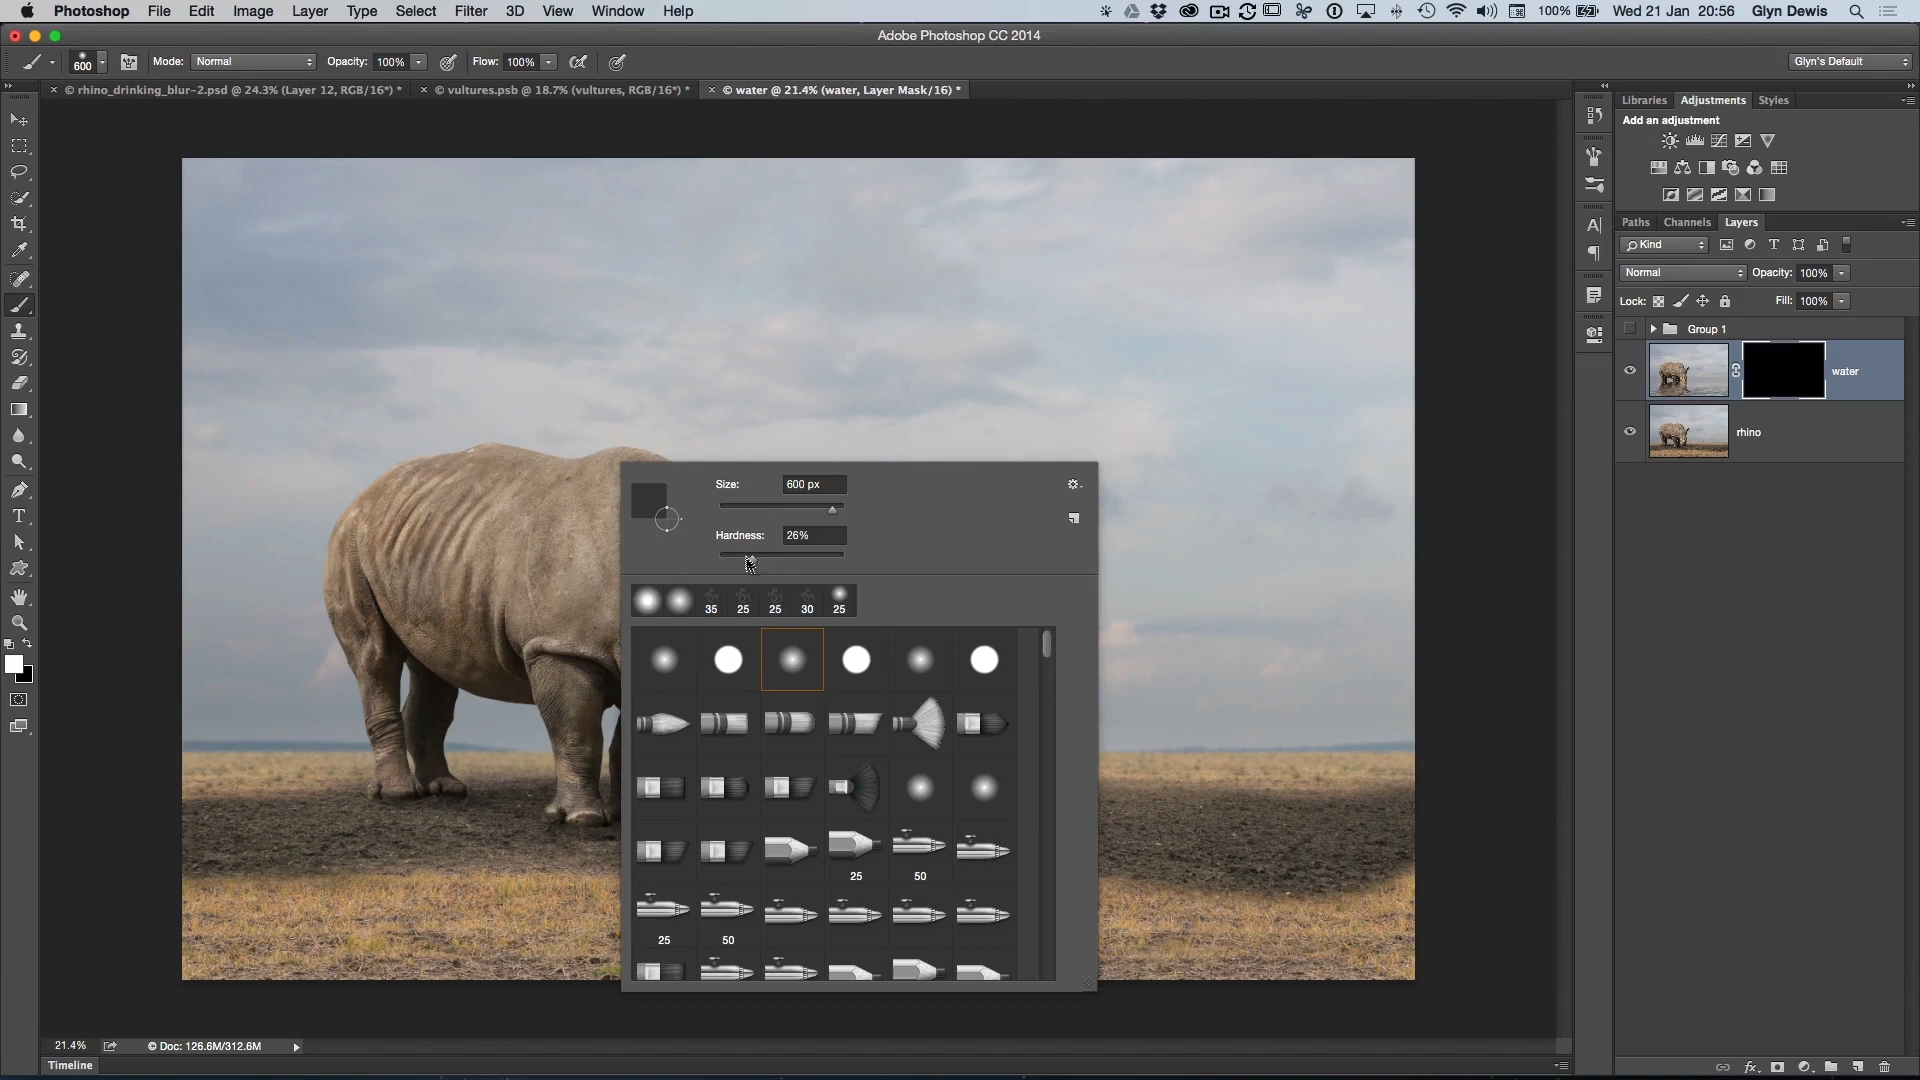 Photoshop File Edit Image Layer Type Select Filter 3D View Window Help 100% Wed 21 Jan 20:56 Glyn Dewis
Adobe Photoshop CC 2014
600 Mode: Normal Opacity: 100% Flow: 100% Glyn's Default
× © rhino_drinking_blur-2.psd @ 24.3% (Layer 12, RGB/16*) * × © vultures.psb @ 18.7% (vultures, RGB/16*) * × © water @ 21.4% (water, Layer Mask/16) *
Libraries Adjustments Styles
Add an adjustment
Paths Channels Layers
Kind
Normal Opacity: 100%
Lock: Fill: 100%
Group 1
water
rhino
Size: 600 px
Hardness: 26%
35 25 25 30 25
25 50
25 50
21.4% © Doc: 126.6M/312.6M
Timeline